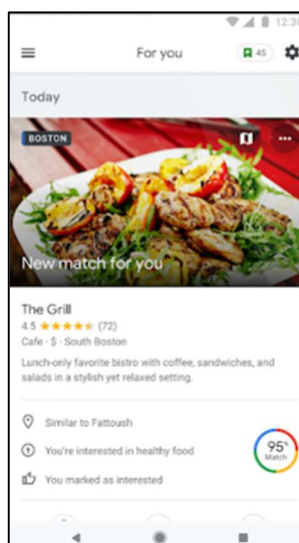 12:30
For you
45
Today
BOSTON
New match for you
The Grill
4.5 (72)
Cafe · $ · South Boston
Lunch-only favorite bistro with coffee, sandwiches, and
salads in a stylish yet relaxed setting.
Similar to Fattoush
You're interested in healthy food
You marked as interested
95%
Match